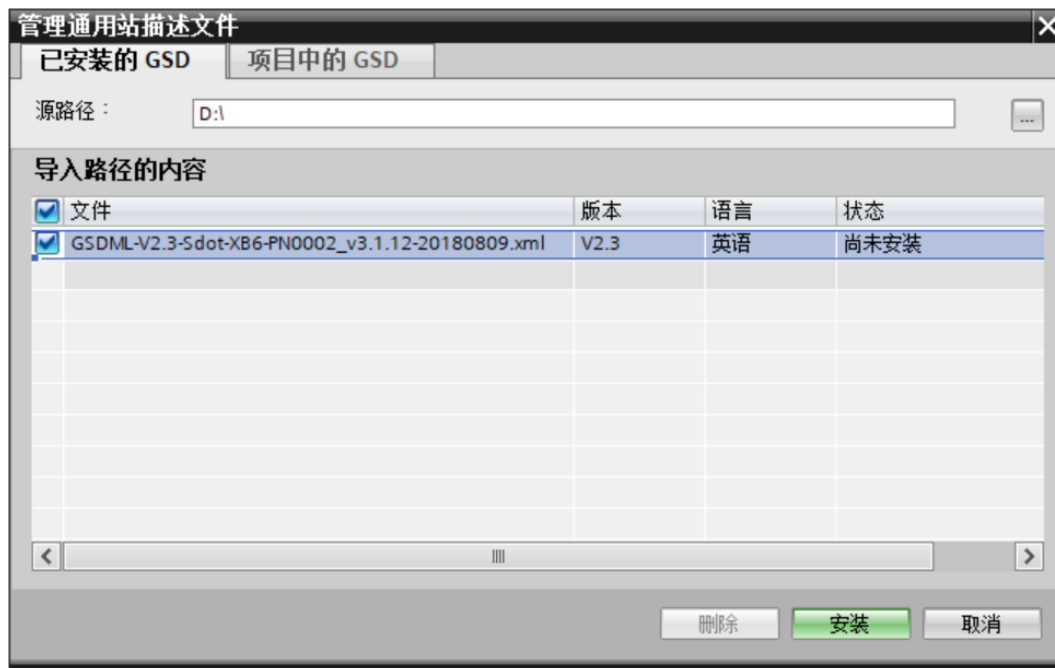 管理通用站描述文件
已安装的 GSD 项目中的 GSD
源路径： D:\ ...
导入路径的内容
文件 版本 语言 状态
GSDML-V2.3-Sdot-XB6-PN0002_v3.1.12-20180809.xml V2.3 英语 尚未安装
删除 安装 取消